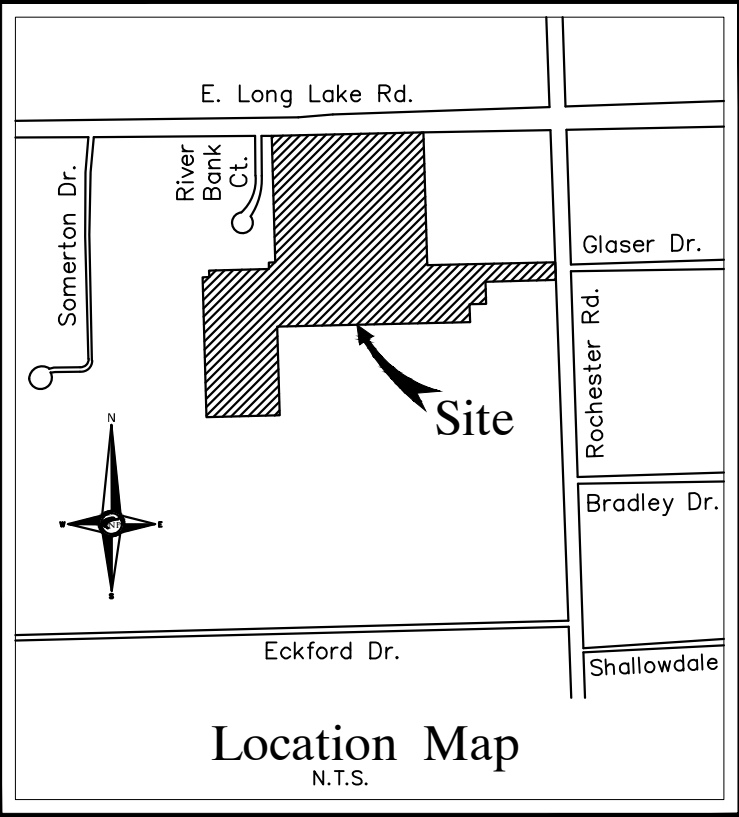 E. Long Lake Rd.
River
Bank
Ct.
Somerton Dr.
Glaser Dr.
Rochester Rd.
Site
N
W
E
S
Bradley Dr.
Eckford Dr.
Shallowdale
Location Map
N.T.S.